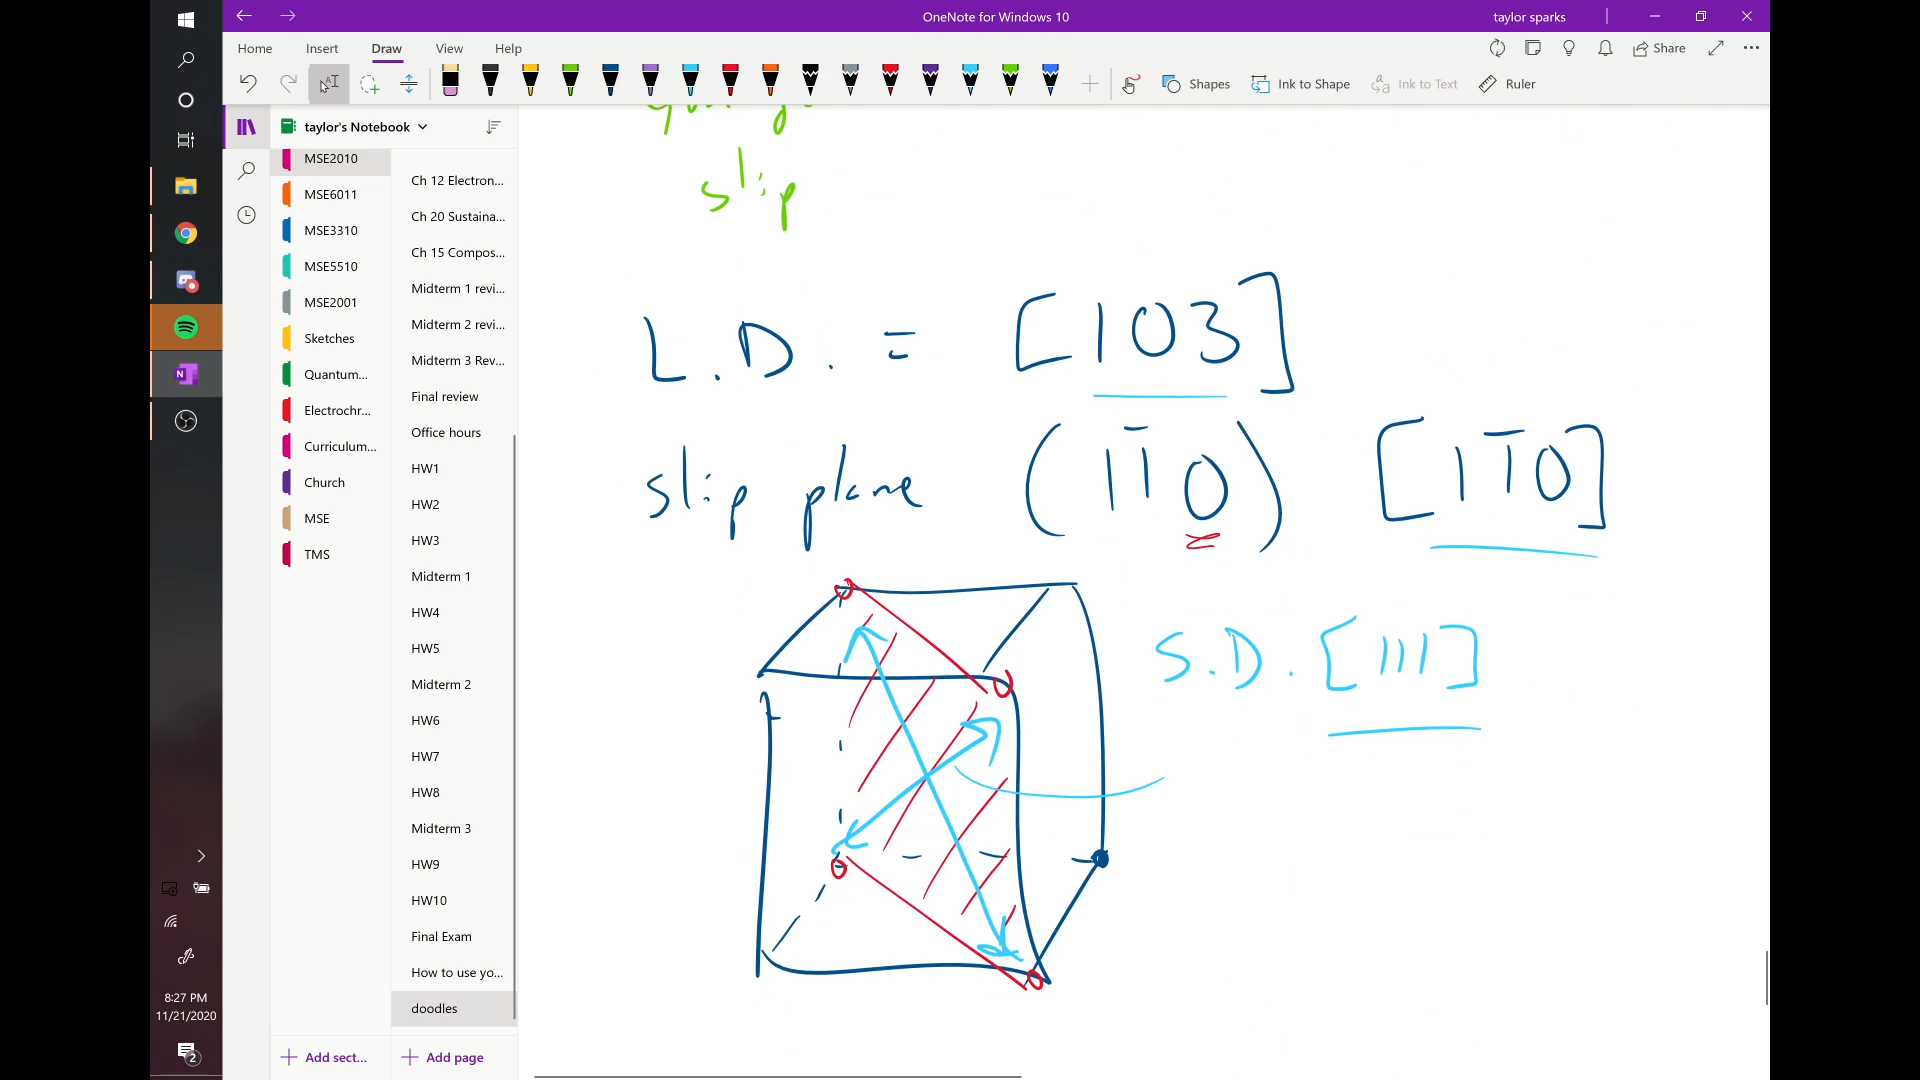 OneNote for Windows 10
taylor sparks
Home Insert Draw View Help
Share
Shapes Ink to Shape Ink to Text Ruler
taylor's Notebook
MSE2010
MSE6011
MSE3310
MSE5510
MSE2001
Sketches
Quantum...
Electrochr...
Curriculum...
Church
MSE
TMS
Add sect...
Ch 12 Electron...
Ch 20 Sustaina...
Ch 15 Compos...
Midterm 1 revi...
Midterm 2 revi...
Midterm 3 Rev...
Final review
Office hours
HW1
HW2
HW3
Midterm 1
HW4
HW5
Midterm 2
HW6
HW7
HW8
Midterm 3
HW9
HW10
Final Exam
How to use yo...
doodles
Add page
slip
L.D. = [103]
slip plane (11̄0) [11̄0]
S.D. [111]
8:27 PM
11/21/2020
2